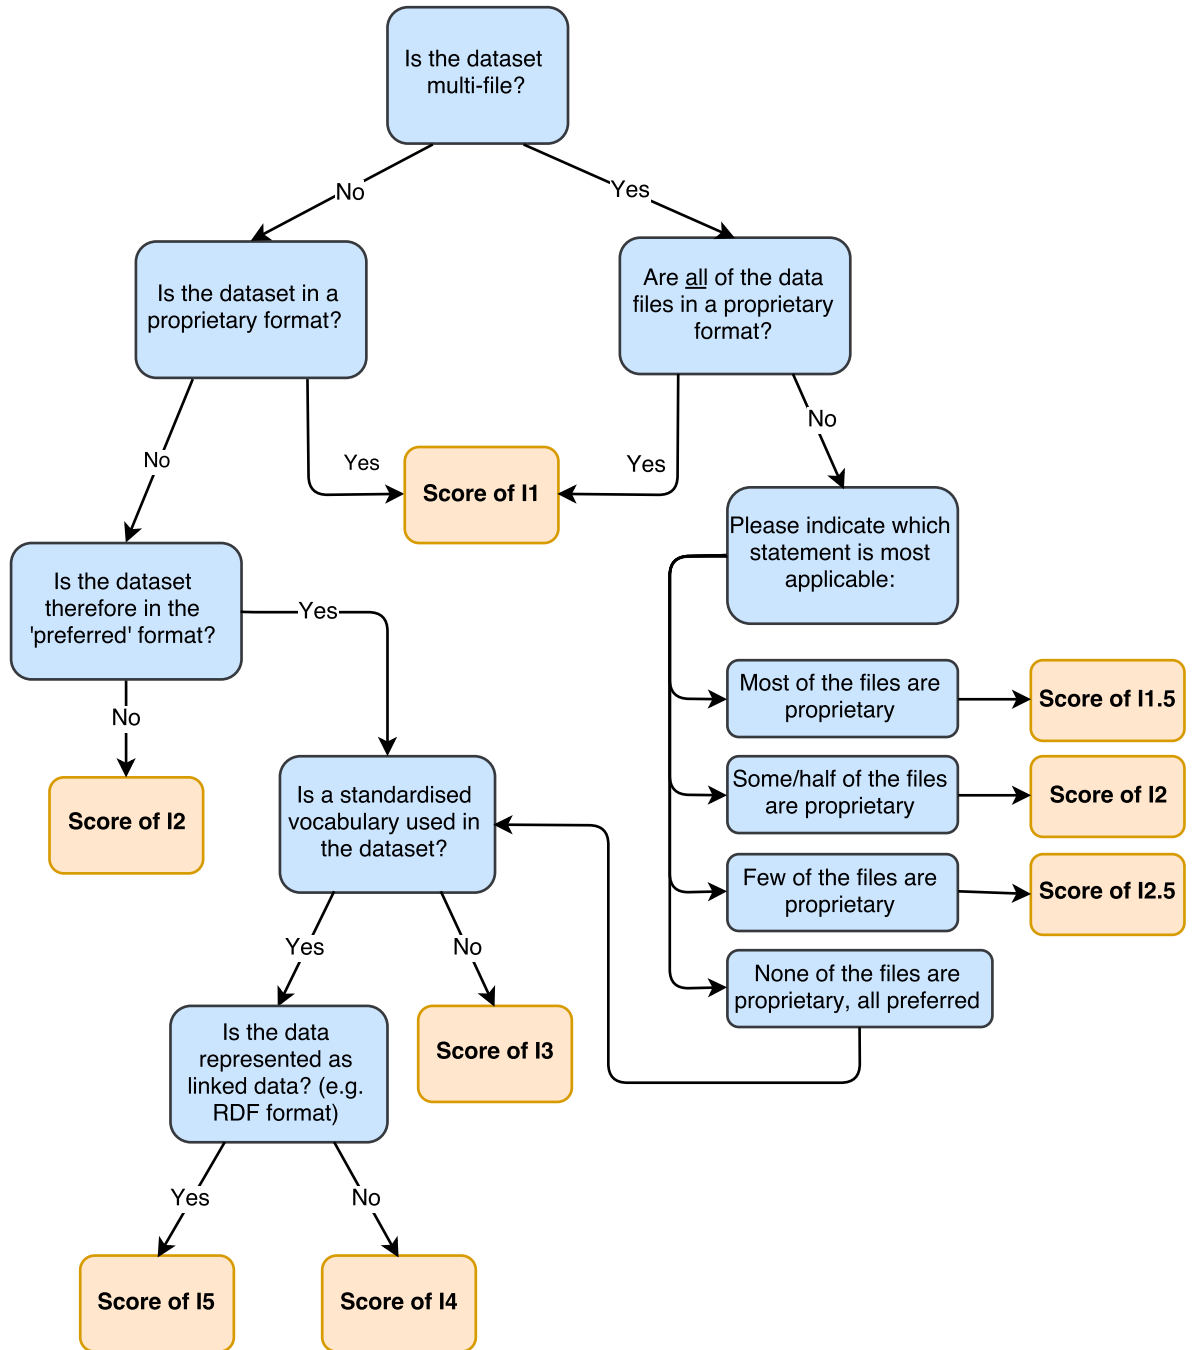 Is the dataset
multi-file?
No
Yes
Is the dataset in a
proprietary format?
Are all of the data
files in a proprietary
format?
No
Yes
Yes
No
Score of I1
Please indicate which
statement is most
applicable:
Is the dataset
therefore in the
'preferred' format?
Yes
No
Most of the files are
proprietary
Score of I1.5
Score of I2
Is a standardised
vocabulary used in
the dataset?
Some/half of the files
are proprietary
Score of I2
Few of the files are
proprietary
Score of I2.5
Yes
No
None of the files are
proprietary, all preferred
Is the data
represented as
linked data? (e.g.
RDF format)
Score of I3
Yes
No
Score of I5
Score of I4